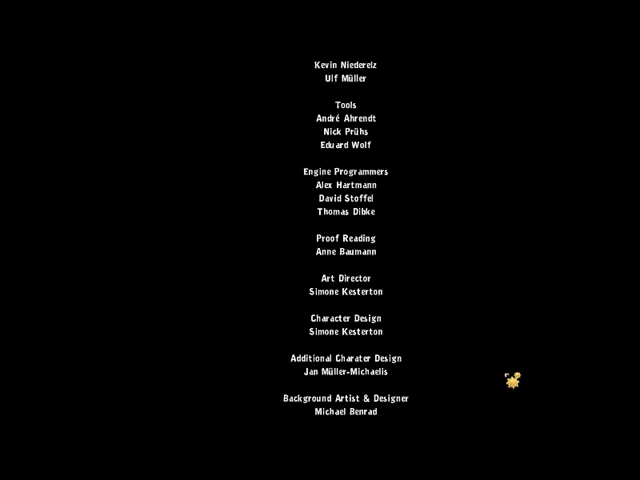 Kevin Niederelz
Ulf Müller
Tools
André Ahrendt
Nick Prühs
Eduard Wolf
Engine Programmers
Alex Hartmann
David Stoffel
Thomas Dibke
Proof Reading
Anne Baumann
Art Director
Simone Kesterton
Character Design
Simone Kesterton
Additional Charater Design
Jan Müller-Michaelis
Background Artist & Designer
Michael Benrad